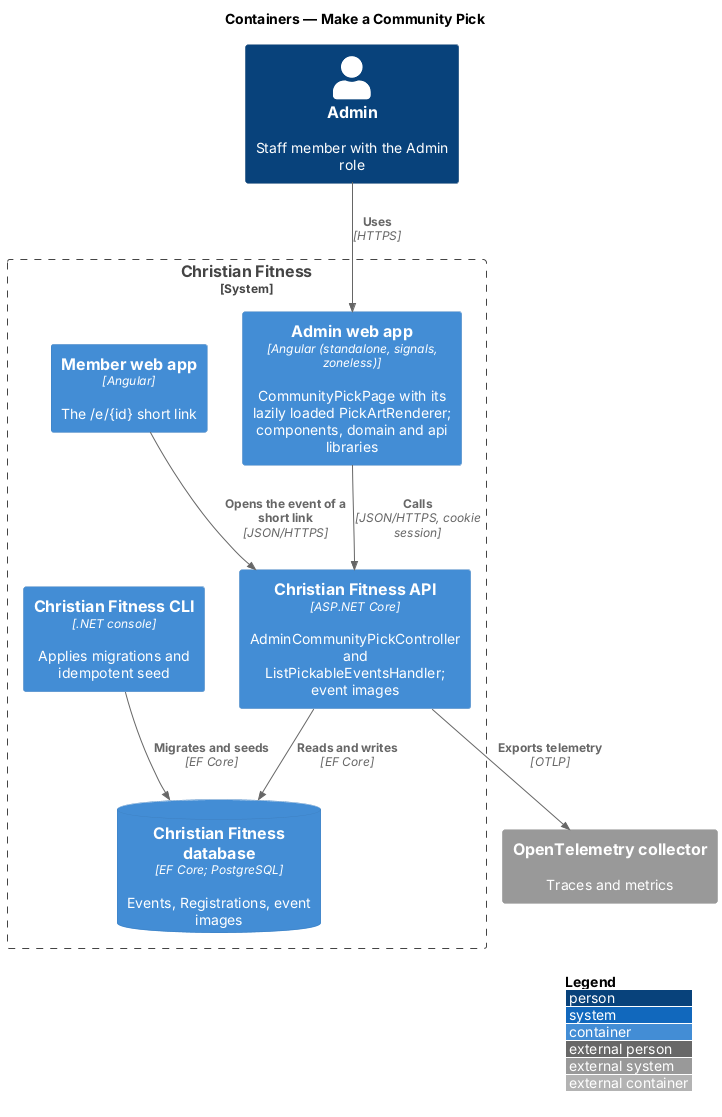 Containers — Make a Community Pick
Admin
Staff member with the Admin
role
Uses
[HTTPS]
Christian Fitness
[System]
Admin web app
[Angular (standalone, signals,
zoneless)]
CommunityPickPage with its
lazily loaded PickArtRenderer;
components, domain and api
libraries
Member web app
[Angular]
The /e/{id} short link
Opens the event of a
short link
[JSON/HTTPS]
Calls
[JSON/HTTPS, cookie
session]
Christian Fitness API
[ASP.NET Core]
AdminCommunityPickController
and
ListPickableEventsHandler;
event images
Christian Fitness CLI
[.NET console]
Applies migrations and
idempotent seed
Migrates and seeds
[EF Core]
Reads and writes
[EF Core]
Exports telemetry
[OTLP]
Christian Fitness
database
[EF Core; PostgreSQL]
Events, Registrations, event
images
OpenTelemetry collector
Traces and metrics
Legend
person
system
container
external person
external system
external container